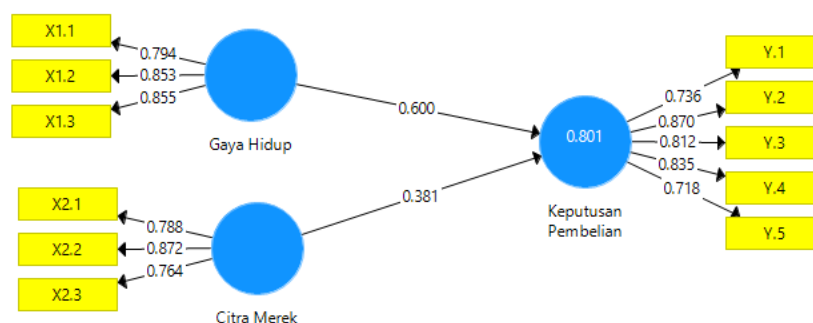 X1.1
0.794
X1.2
0.853
X1.3
0.855
Gaya Hidup
0.600
X2.1
0.788
X2.2
0.872
X2.3
0.764
Citra Merek
0.381
0.801
Keputusan
Pembelian
Y.1
0.736
Y.2
0.870
Y.3
0.812
Y.4
0.835
Y.5
0.718